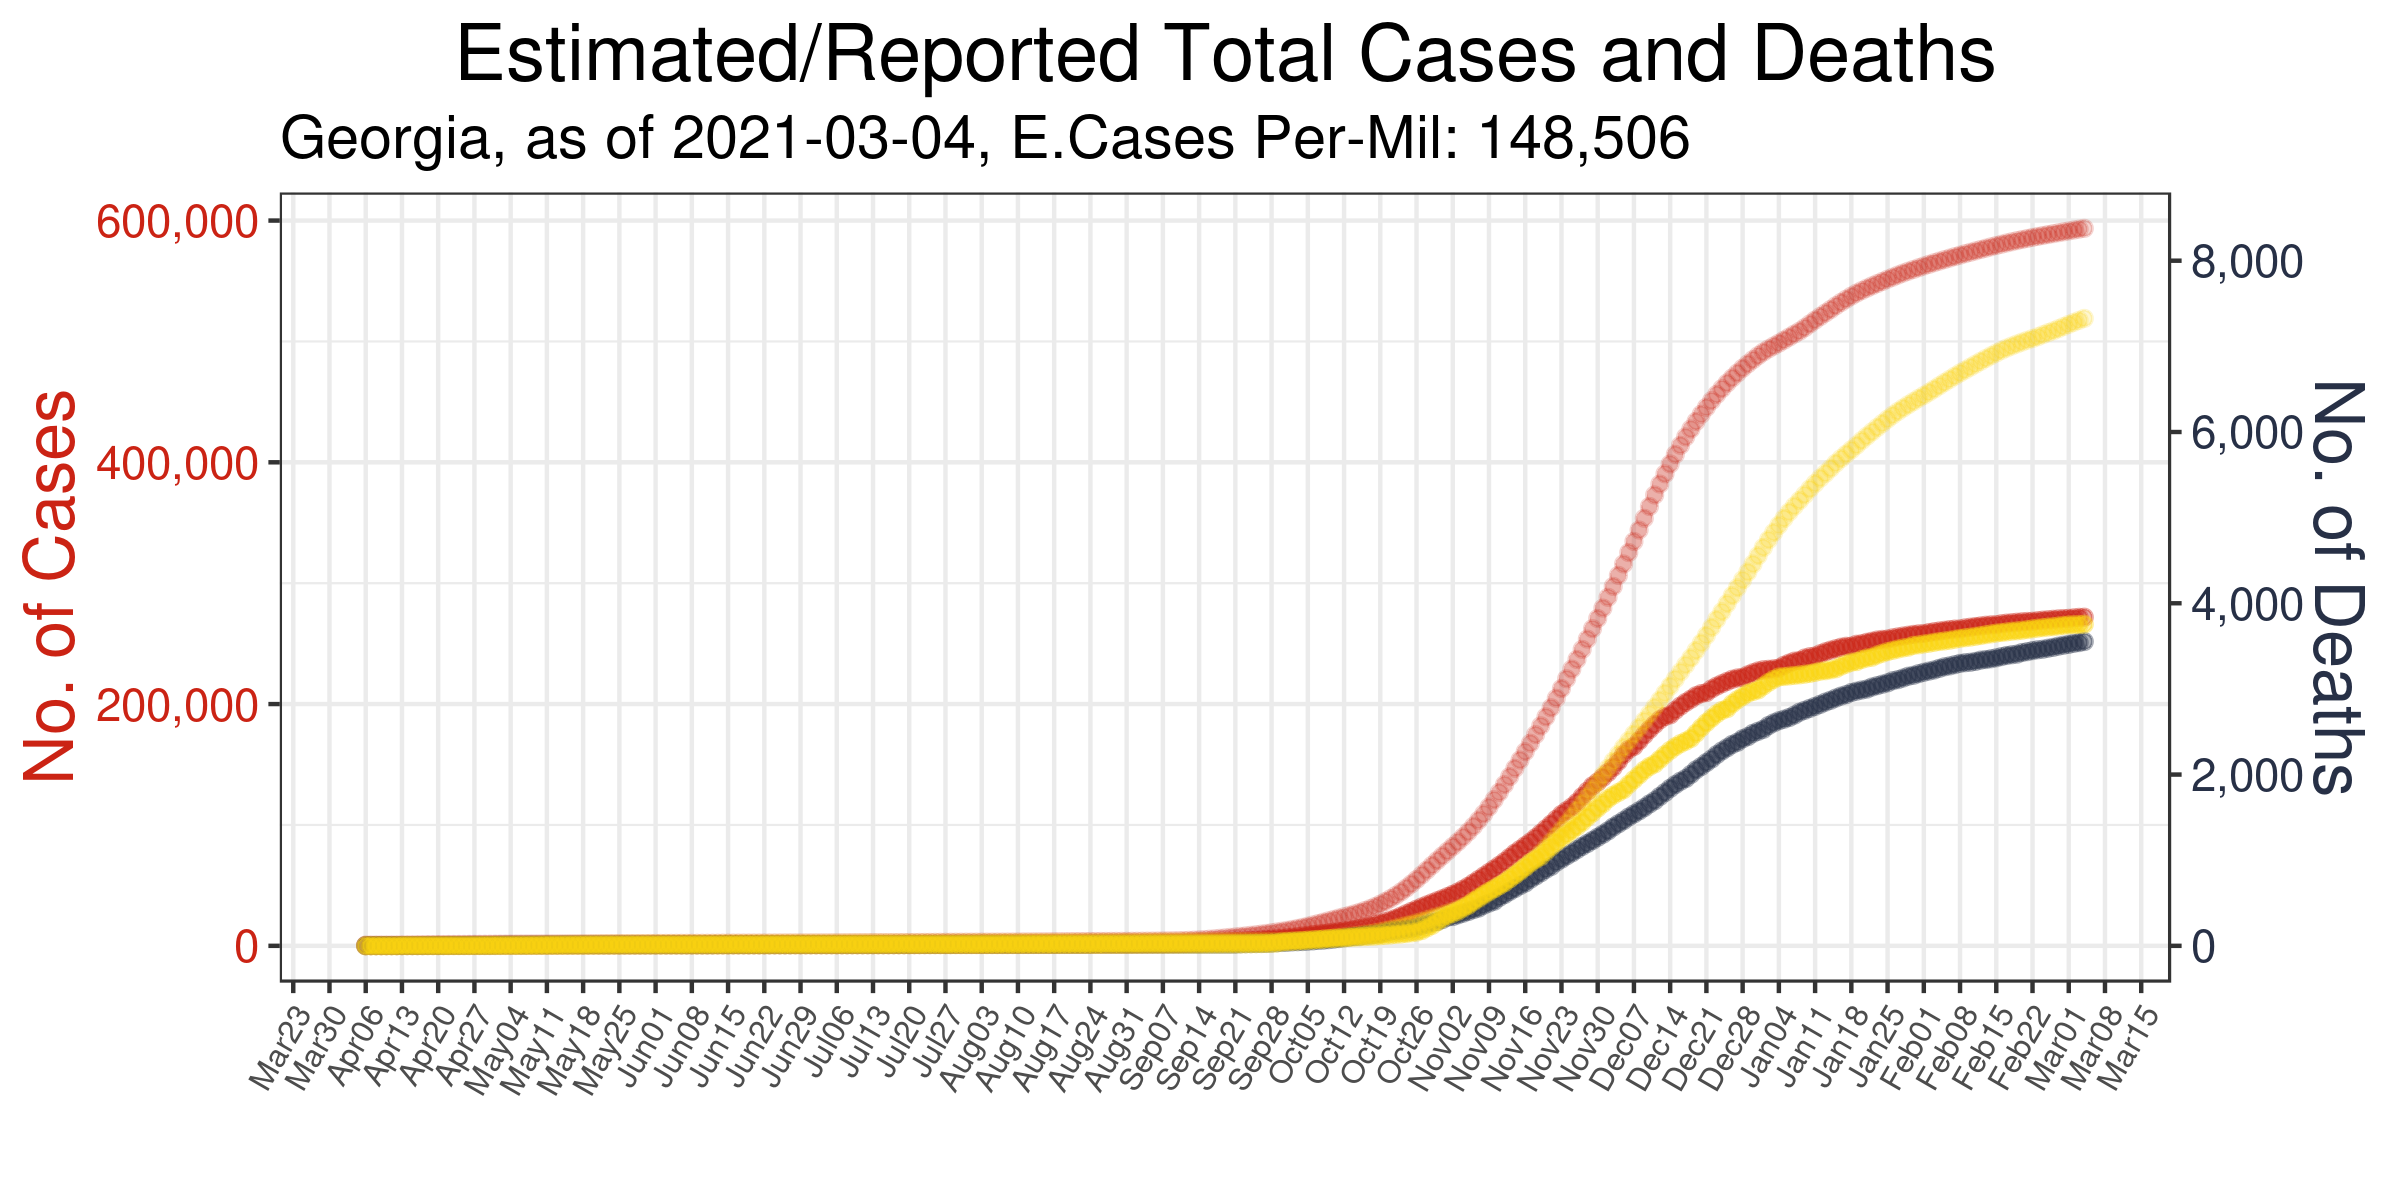 Estimated/Reported Total Cases and Deaths
Georgia, as of 2021-03-04, E.Cases Per-Mil: 148,506
No. of Cases
600,000
400,000
200,000
0
8,000
6,000
4,000
2,000
0
No. of Deaths
Mar23
Mar30
Apr06
Apr13
Apr20
Apr27
May04
May11
May18
May25
Jun01
Jun08
Jun15
Jun22
Jun29
Jul06
Jul13
Jul20
Jul27
Aug03
Aug10
Aug17
Aug24
Aug31
Sep07
Sep14
Sep21
Sep28
Oct05
Oct12
Oct19
Oct26
Nov02
Nov09
Nov16
Nov23
Nov30
Dec07
Dec14
Dec21
Dec28
Jan04
Jan11
Jan18
Jan25
Feb01
Feb08
Feb15
Feb22
Mar01
Mar08
Mar15